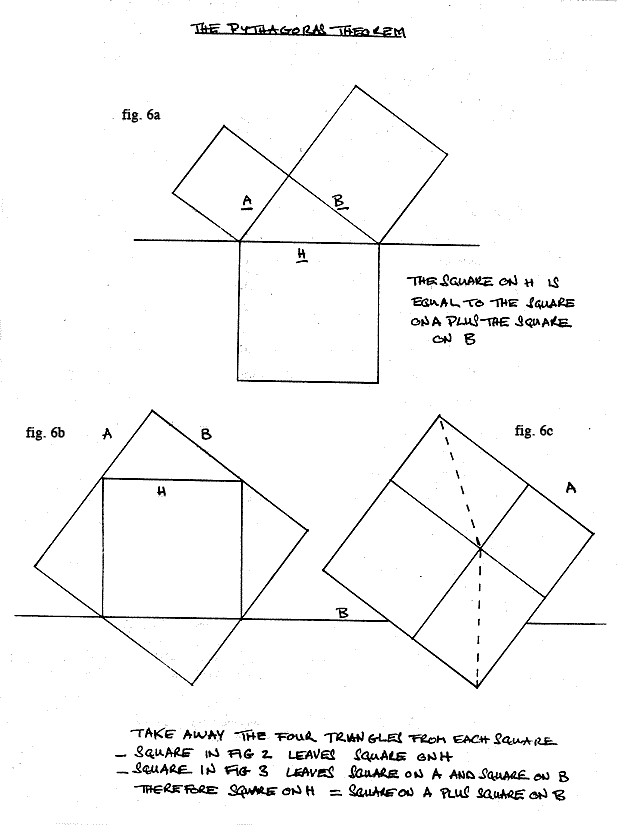 THE PYTHAGORAS THEOREM
fig. 6a
A
B
H
THE SQUARE ON H IS
EQUAL TO THE SQUARE
ON A PLUS THE SQUARE
ON B
fig. 6b
A
B
H
fig. 6c
A
B
TAKE AWAY THE FOUR TRIANGLES FROM EACH SQUARE
– SQUARE IN FIG 2 LEAVES SQUARE ON H
– SQUARE IN FIG 3 LEAVES SQUARE ON A AND SQUARE ON B
THEREFORE SQUARE ON H = SQUARE ON A PLUS SQUARE ON B